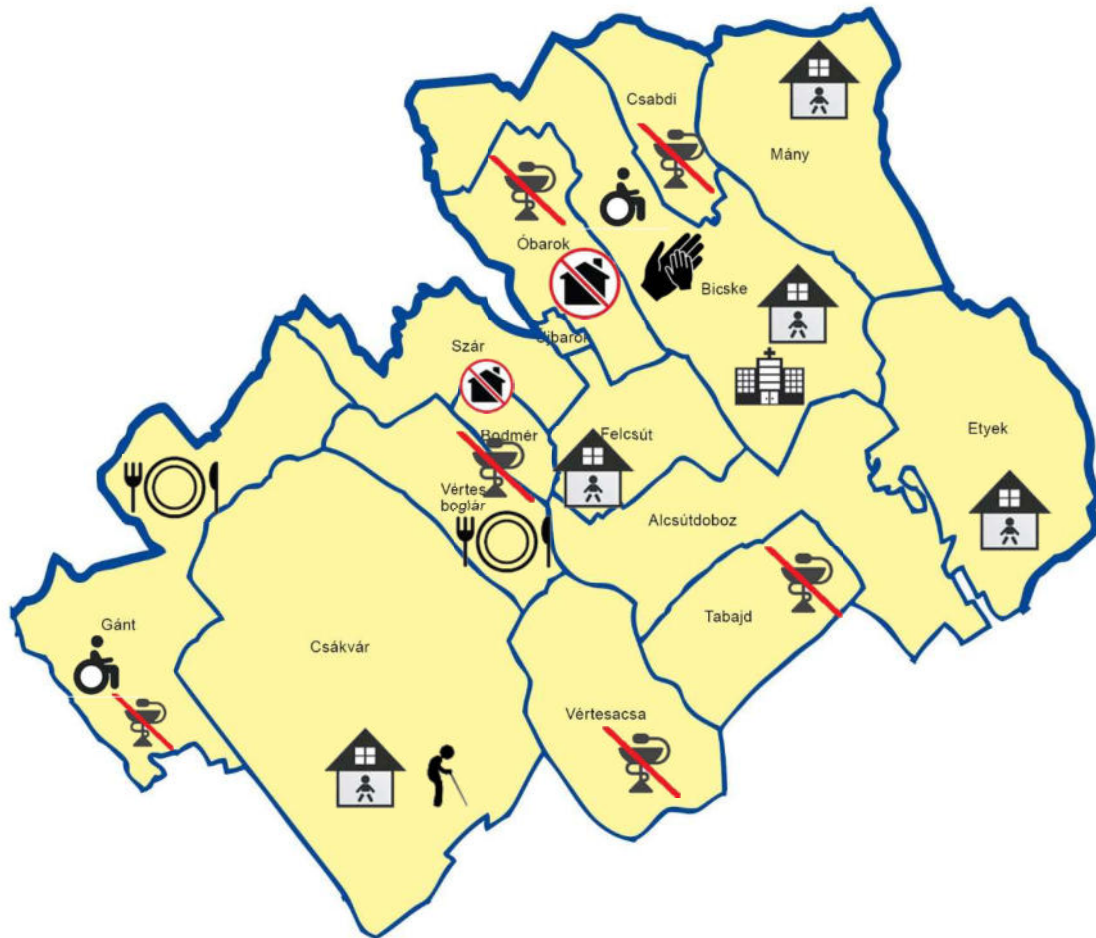 Csabdi
Mány
Óbarok
Bicske
Újbarok
Szár
Bodmér
Felcsút
Etyek
Vértes
boglár
Alcsútdoboz
Tabajd
Gánt
Csákvár
Vértesacsa